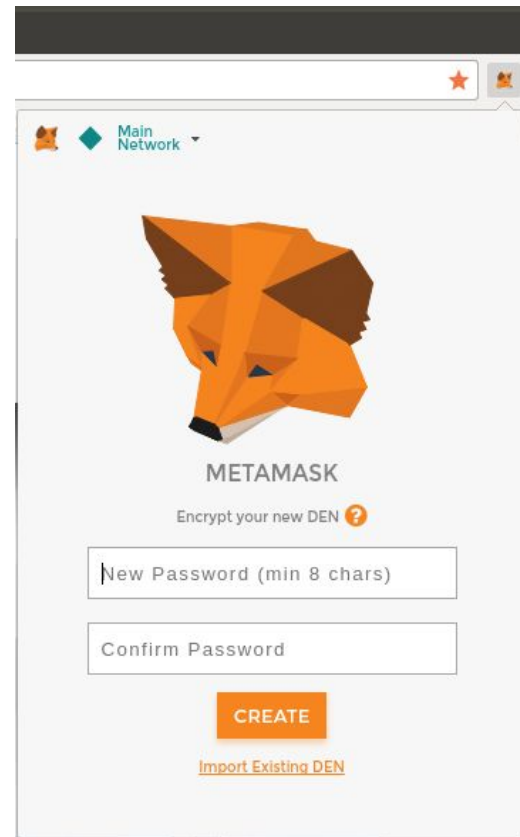 Main
Network
METAMASK
Encrypt your new DEN ?
New Password (min 8 chars)
Confirm Password
CREATE
Import Existing DEN